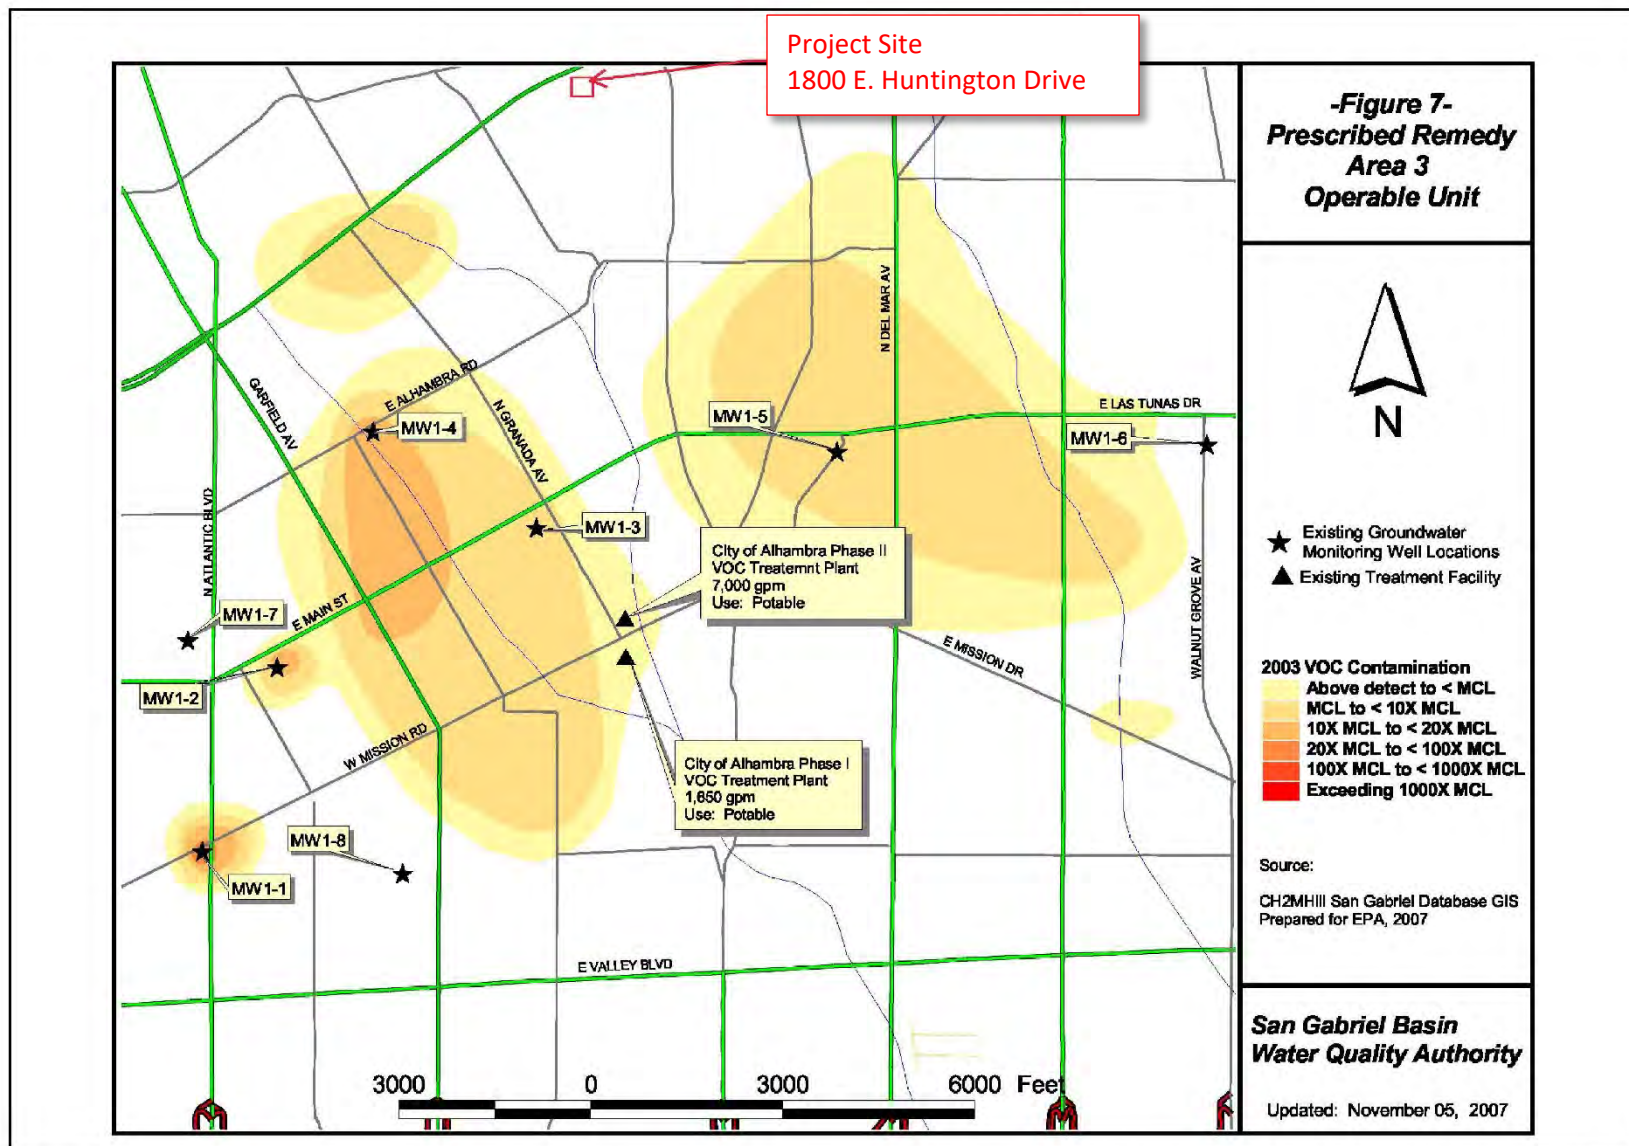 Project Site
1800 E. Huntington Drive
-Figure 7-
Prescribed Remedy
Area 3
Operable Unit
N DEL MAR AV
E ALHAMBRA RD
GARFIELD AV
N GRANADA AV
E LAS TUNAS DR
MW1-5
MW1-4
MW1-6
N
N ATLANTIC BLVD
MW1-3
Existing Groundwater
Monitoring Well Locations
Existing Treatment Facility
City of Alhambra Phase II
VOC Treatemnt Plant
7,000 gpm
Use: Potable
MW1-7
E MAIN ST
WALNUT GROVE AV
E MISSION DR
MW1-2
W MISSION RD
2003 VOC Contamination
Above detect to < MCL
MCL to < 10X MCL
10X MCL to < 20X MCL
20X MCL to < 100X MCL
100X MCL to < 1000X MCL
Exceeding 1000X MCL
City of Alhambra Phase I
VOC Treatment Plant
1,650 gpm
Use: Potable
MW1-8
MW1-1
Source:
CH2MHill San Gabriel Database GIS
Prepared for EPA, 2007
E VALLEY BLVD
San Gabriel Basin
Water Quality Authority
3000 0 3000 6000 Feet
Updated: November 05, 2007